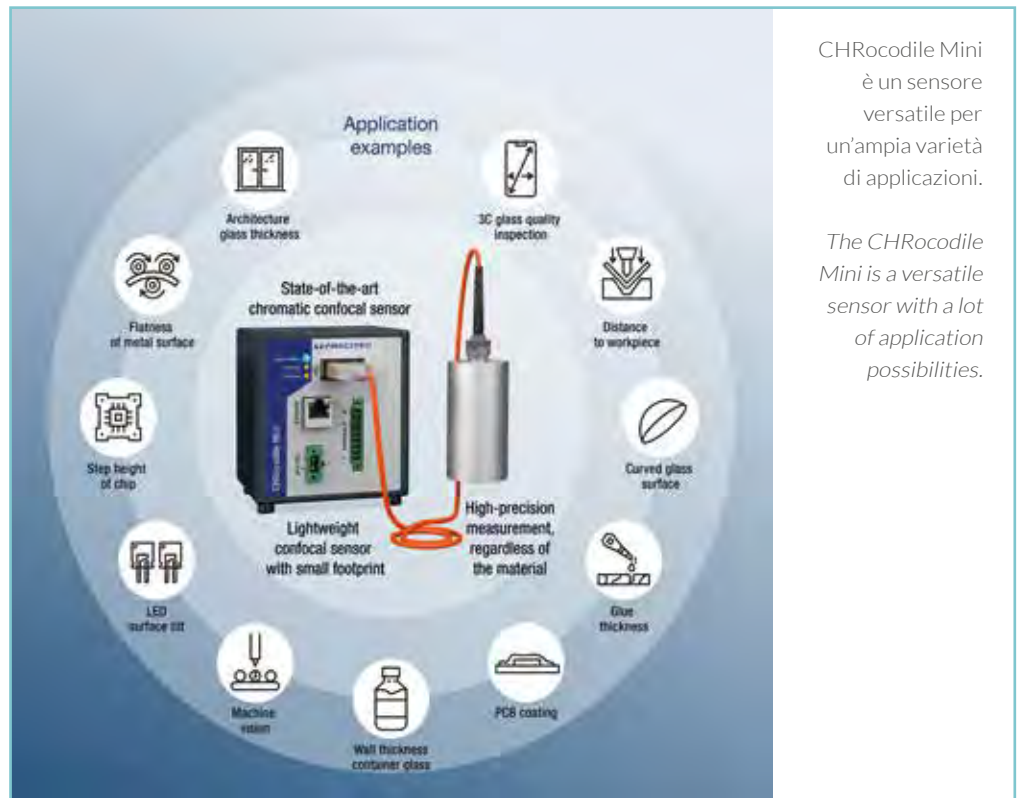 Application
examples
Architecture
glass thickness
3C glass quality
inspection
Flatness
of metal surface
State-of-the-art
chromatic confocal sensor
Distance
to workpiece
Step height
of chip
Curved glass
surface
Lightweight
confocal sensor
with small footprint
High-precision
measurement,
regardless of
the material
LED
surface tilt
Glue
thickness
Machine
vision
PCB coating
Wall thickness
container glass
CHRocodile Mini
è un sensore
versatile per
un'ampia varietà
di applicazioni.
The CHRocodile
Mini is a versatile
sensor with a lot
of application
possibilities.